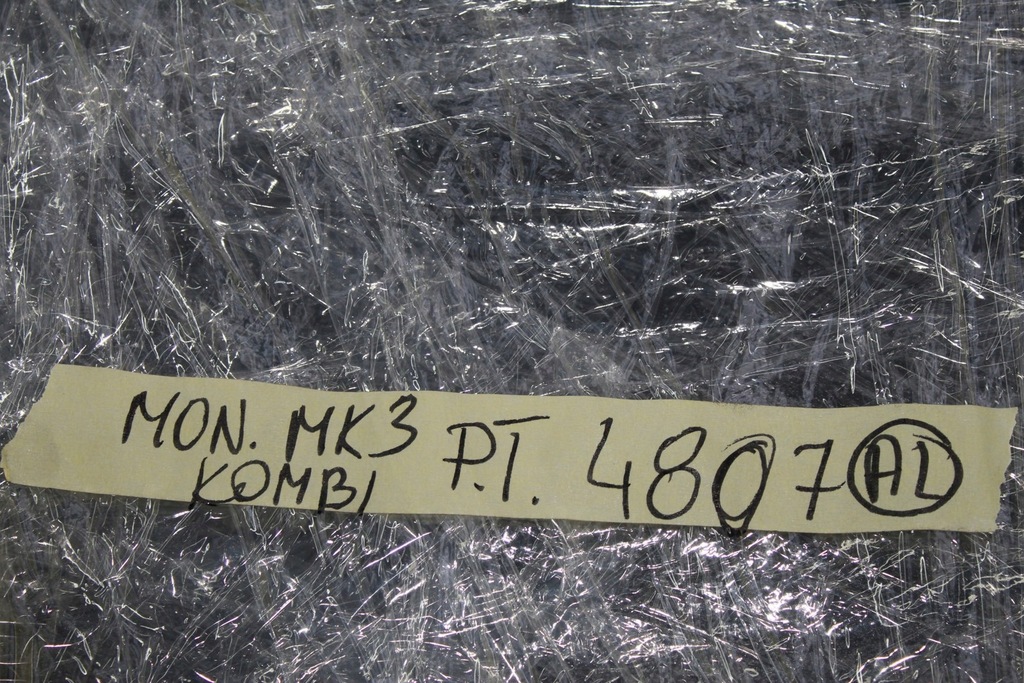 MON. MK3 P.T. 4807 AL
KOMBI